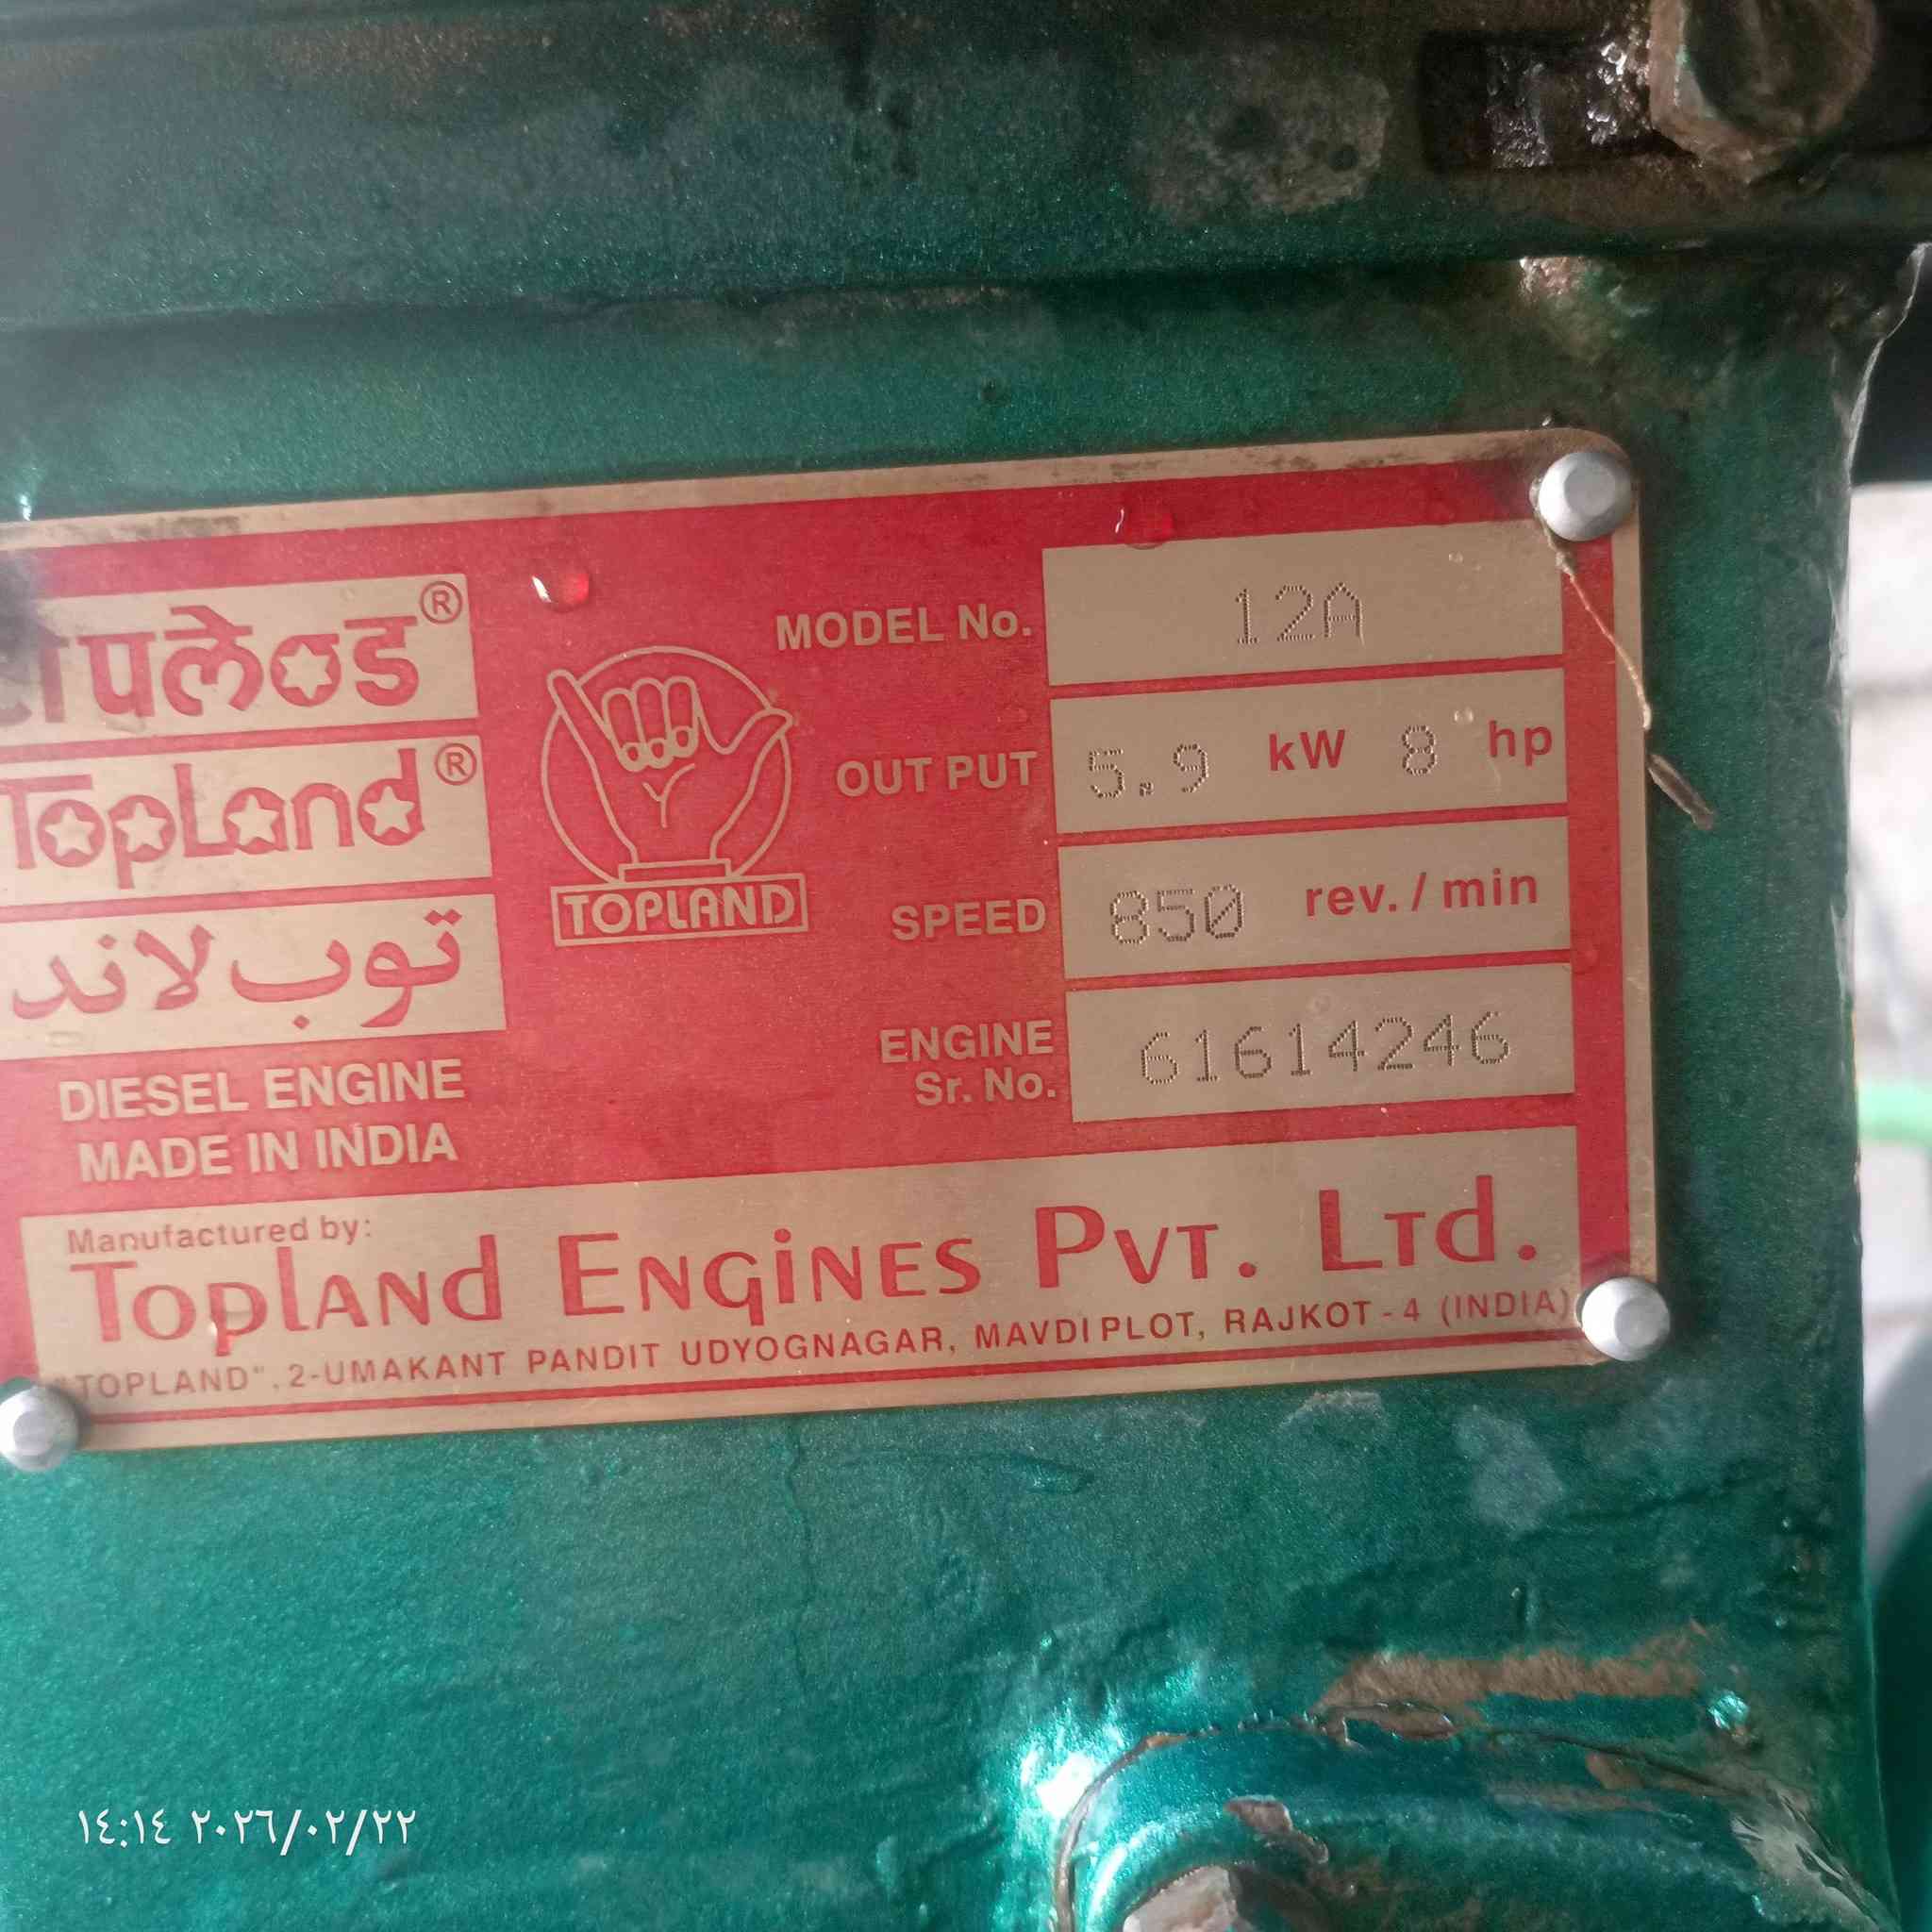 टोपलेन्ड®
TopLand®
توب لاند
DIESEL ENGINE
MADE IN INDIA
TOPLAND
MODEL No. 12A
OUT PUT 5.9 kW 8 hp
SPEED 850 rev./min
ENGINE
Sr. No. 61614246
Manufactured by:
Topland Engines Pvt. Ltd.
"TOPLAND", 2-UMAKANT PANDIT UDYOGNAGAR, MAVDI PLOT, RAJKOT-4 (INDIA)
١٤:١٤ ٢٠٢٦/٠٢/٢٢